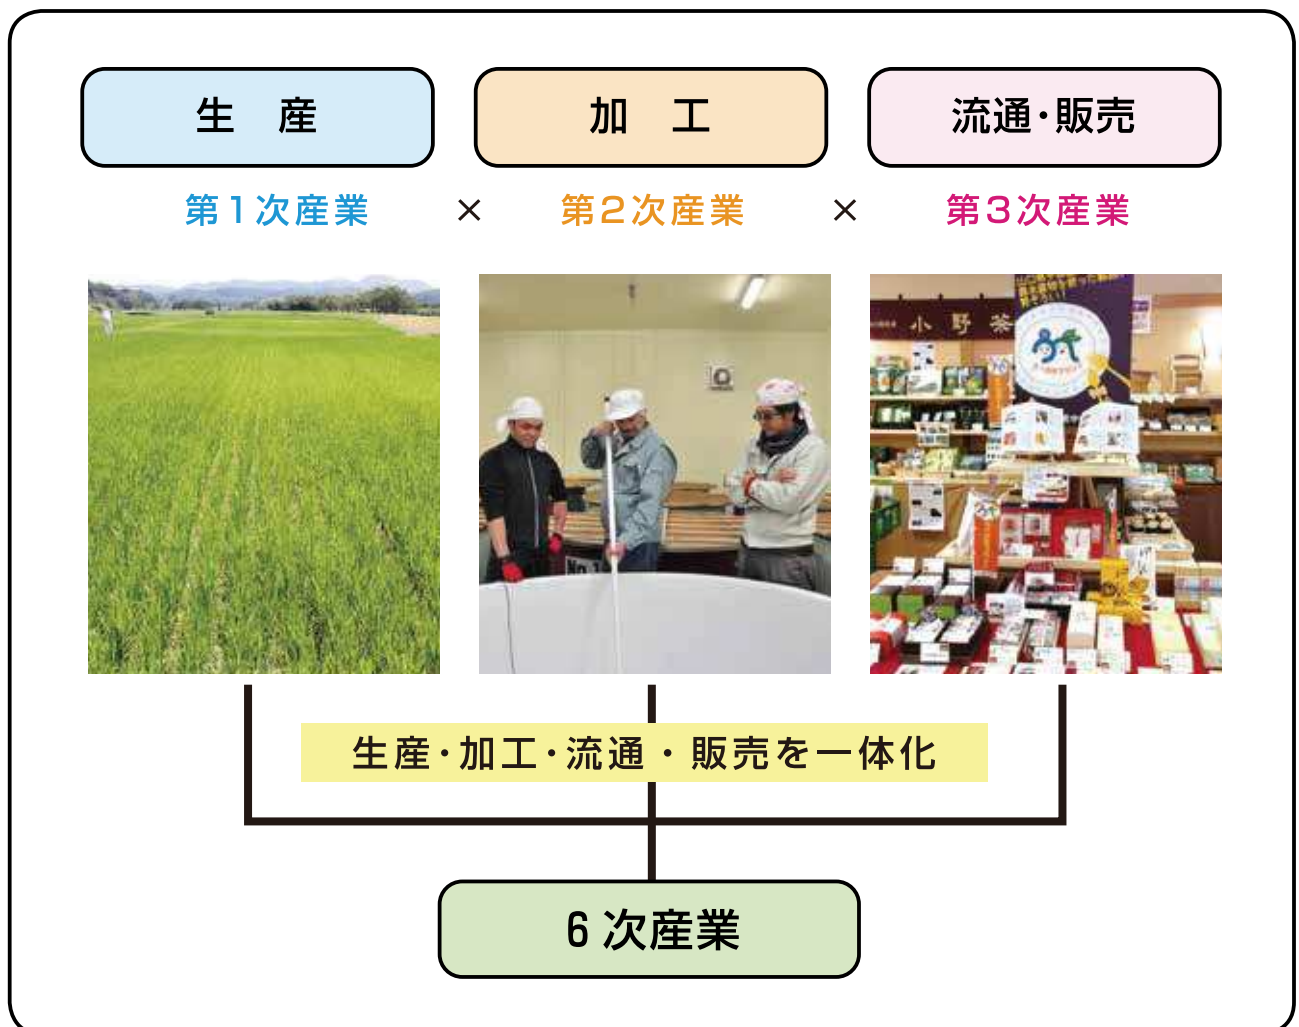 生　産
加　工
流通・販売
第1次産業 × 第2次産業 × 第3次産業
小野茶
No.1
生産・加工・流通・販売を一体化
6次産業